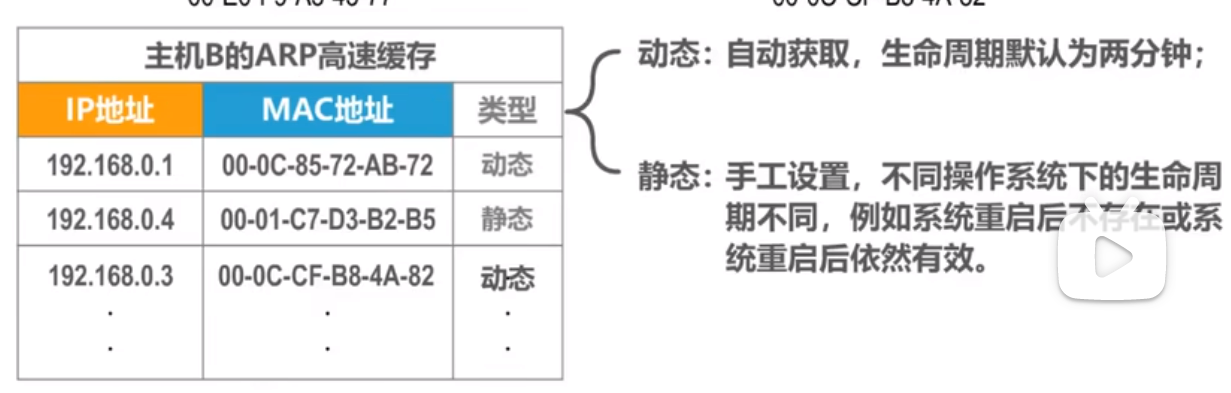 主机B的ARP高速缓存
IP地址 MAC地址 类型
192.168.0.1 00-0C-85-72-AB-72 动态
192.168.0.4 00-01-C7-D3-B2-B5 静态
192.168.0.3 00-0C-CF-B8-4A-82 动态
动态：自动获取，生命周期默认为两分钟；
静态：手工设置，不同操作系统下的生命周
期不同，例如系统重启后不存在或系
统重启后依然有效。